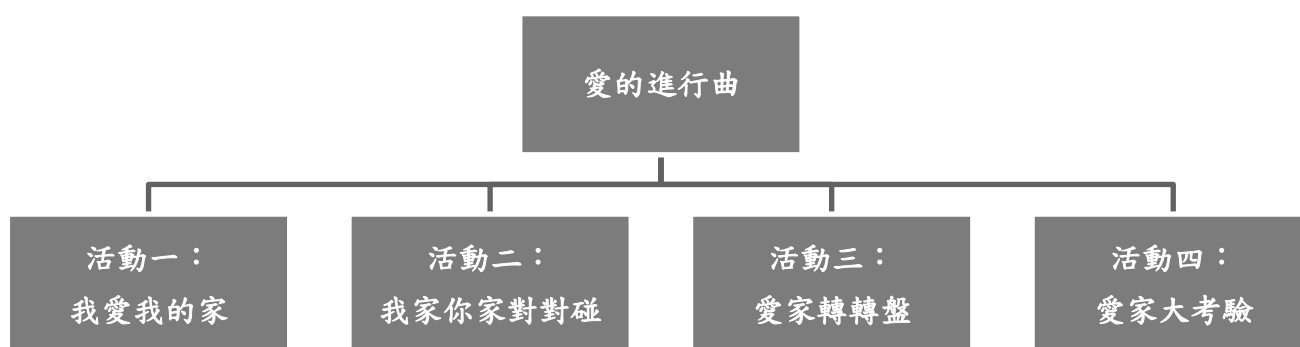 愛的進行曲
活動一：
我愛我的家
活動二：
我家你家對對碰
活動三：
愛家轉轉盤
活動四：
愛家大考驗